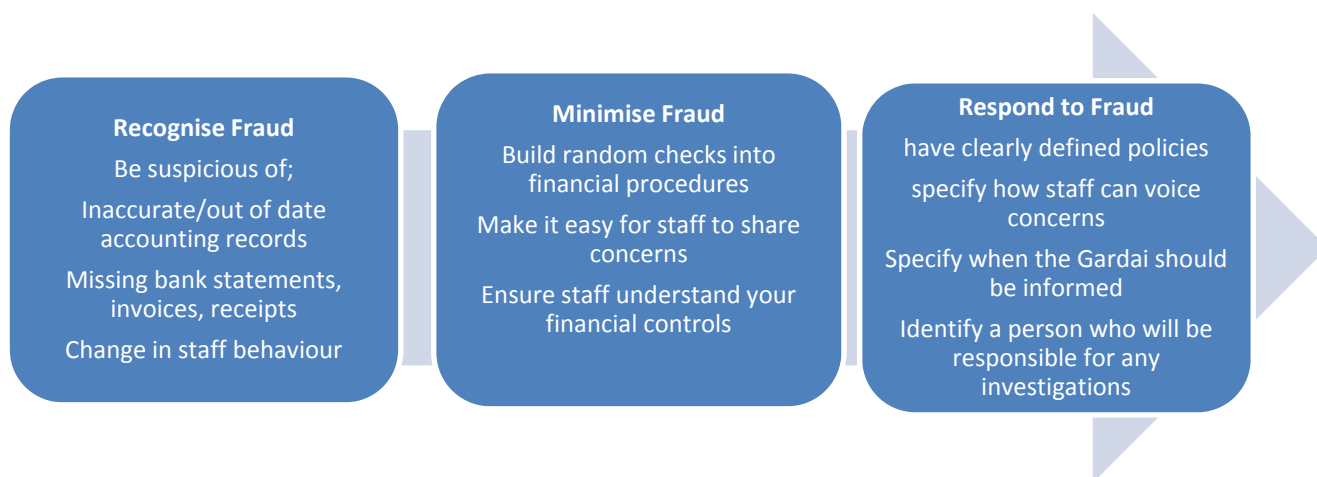 Recognise Fraud
Be suspicious of;
Inaccurate/out of date
accounting records
Missing bank statements,
invoices, receipts
Change in staff behaviour
Minimise Fraud
Build random checks into
financial procedures
Make it easy for staff to share
concerns
Ensure staff understand your
financial controls
Respond to Fraud
have clearly defined policies
specify how staff can voice
concerns
Specify when the Gardai should
be informed
Identify a person who will be
responsible for any
investigations